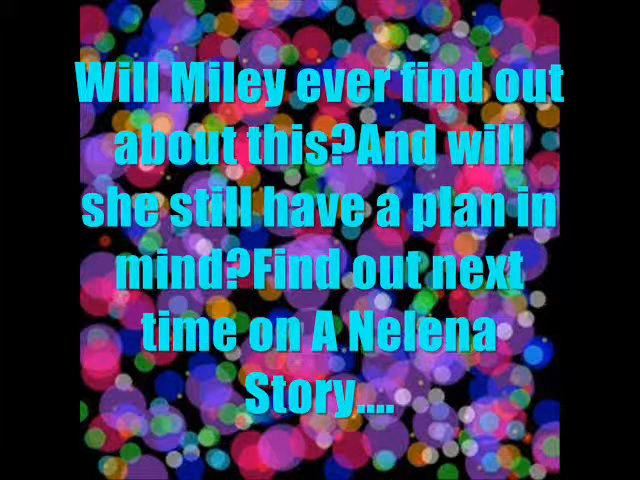 Will Miley ever find out
about this?And will
she still have a plan in
mind?Find out next
time on A Nelena
Story....